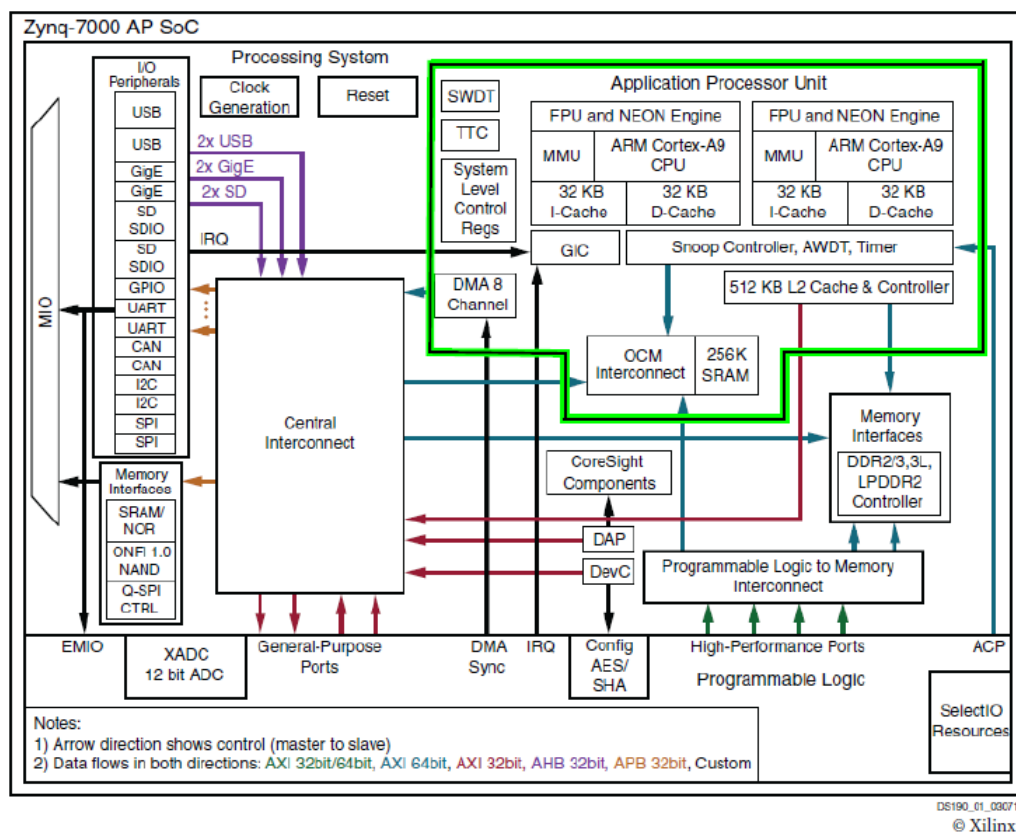 Zynq-7000 AP SoC
Processing System
I/O
Peripherals
USB
USB
GigE
GigE
SD
SDIO
SD
SDIO
GPIO
UART
UART
CAN
CAN
I2C
I2C
SPI
SPI
MIO
Clock
Generation
Reset
2x USB
2x GigE
2x SD
IRQ
Application Processor Unit
SWDT
TTC
System
Level
Control
Regs
FPU and NEON Engine
MMU
ARM Cortex-A9
CPU
32 KB
I-Cache
32 KB
D-Cache
FPU and NEON Engine
MMU
ARM Cortex-A9
CPU
32 KB
I-Cache
32 KB
D-Cache
GIC
Snoop Controller, AWDT, Timer
DMA 8
Channel
512 KB L2 Cache & Controller
OCM
Interconnect
256K
SRAM
Central
Interconnect
Memory
Interfaces
DDR2/3,3L,
LPDDR2
Controller
CoreSight
Components
DAP
DevC
Programmable Logic to Memory
Interconnect
Memory
Interfaces
SRAM/
NOR
ONFI 1.0
NAND
Q-SPI
CTRL
EMIO
XADC
12 bit ADC
General-Purpose
Ports
DMA
Sync
IRQ
Config
AES/
SHA
High-Performance Ports
ACP
Programmable Logic
SelectIO
Resources
Notes:
1) Arrow direction shows control (master to slave)
2) Data flows in both directions: AXI 32bit/64bit, AXI 64bit, AXI 32bit, AHB 32bit, APB 32bit, Custom
DS190_01_03071
© Xilinx